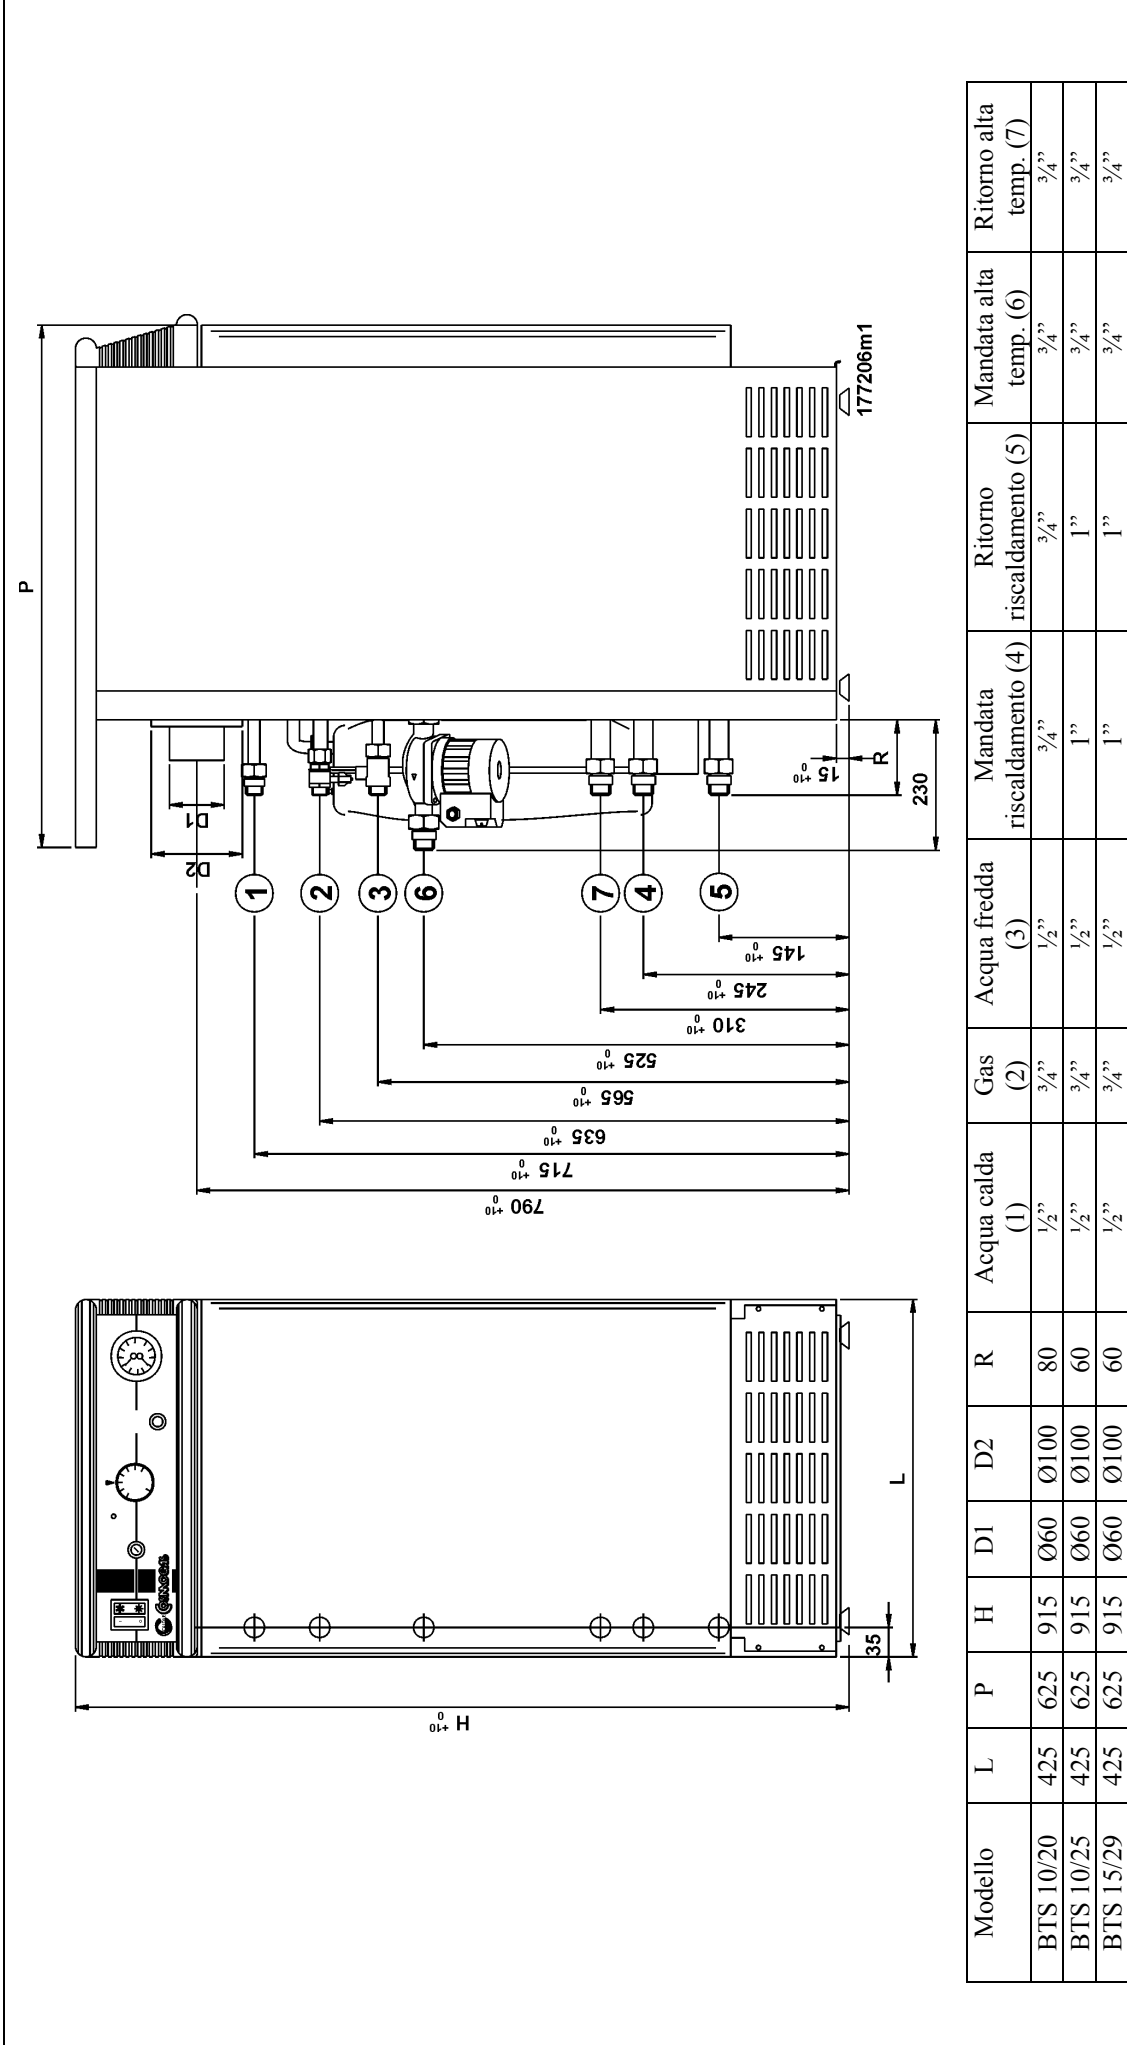 P
D1
D2
1
2
3
6
7
4
5
177206m1
15 +10 0
R
230
145 +10 0
245 +10 0
310 +10 0
525 +10 0
565 +10 0
635 +10 0
715 +10 0
790 +10 0
H +10 0
L
35
Modello L P H D1 D2 R Acqua calda (1) Gas (2) Acqua fredda (3) Mandata riscaldamento (4) Ritorno riscaldamento (5) Mandata alta temp. (6) Ritorno alta temp. (7)
BTS 10/20 425 625 915 Ø60 Ø100 80 ½” ¾” ½” ¾” ¾” ¾” ¾”
BTS 10/25 425 625 915 Ø60 Ø100 60 ½” ¾” ½” 1” 1” ¾” ¾”
BTS 15/29 425 625 915 Ø60 Ø100 60 ½” ¾” ½” 1” 1” ¾” ¾”